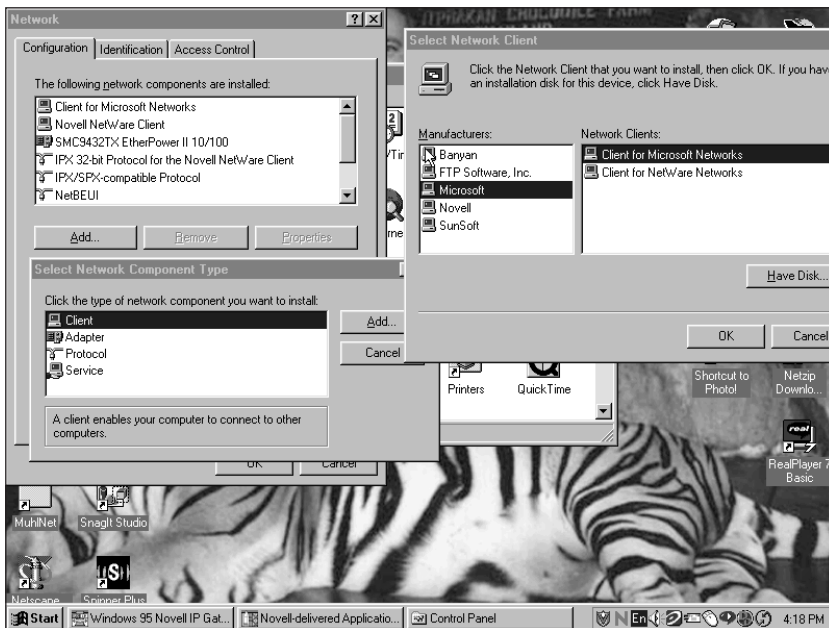 Network
Configuration
Identification
Access Control
The following network components are installed:
Client for Microsoft Networks
Novell NetWare Client
SMC9432TX EtherPower II 10/100
IPX 32-bit Protocol for the Novell NetWare Client
IPX/SPX-compatible Protocol
NetBEUI
Add...
Remove
Properties
Select Network Component Type
Click the type of network component you want to install:
Client
Adapter
Protocol
Service
Add...
Cancel
A client enables your computer to connect to other
computers.
OK
Cancel
Select Network Client
Click the Network Client that you want to install, then click OK. If you have
an installation disk for this device, click Have Disk.
Manufacturers:
Banyan
FTP Software, Inc.
Microsoft
Novell
SunSoft
Network Clients:
Client for Microsoft Networks
Client for NetWare Networks
Have Disk...
OK
Cancel
Printers
QuickTime
Shortcut to
Photo!
Netzip
Downlo...
real
RealPlayer 7
Basic
MuhlNet
SnagIt Studio
Netscape
Spinner Plus
Start
Windows 95 Novell IP Gat...
Novell-delivered Applicatio...
Control Panel
En
4:18 PM